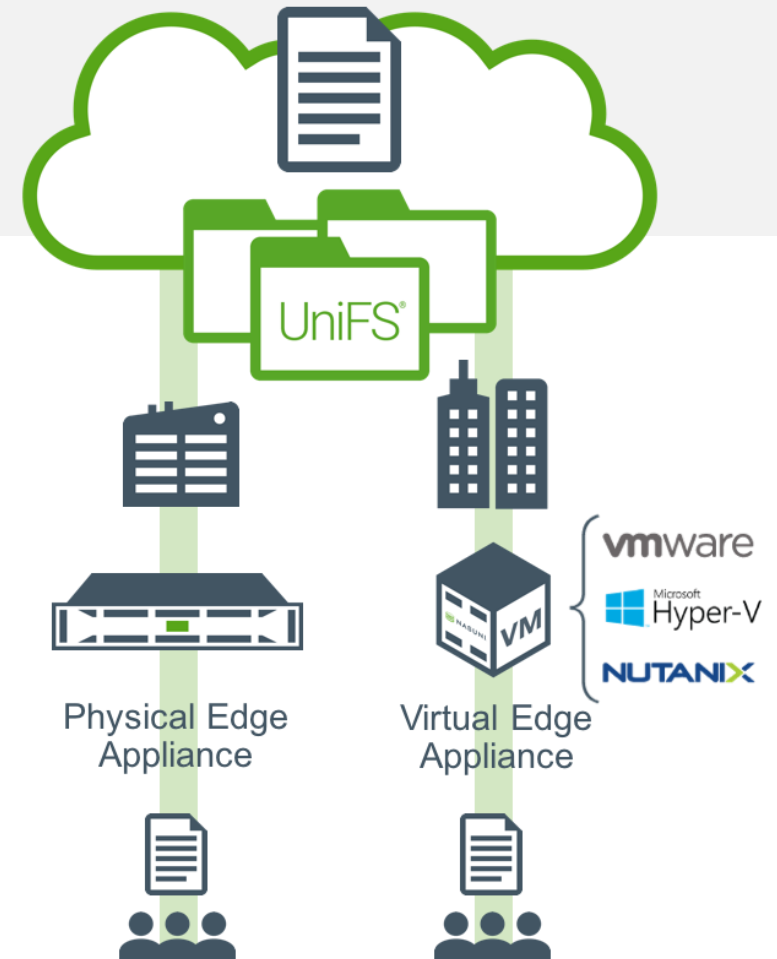 UniFS®
vmware
Microsoft
Hyper-V
NUTANIX
NASUNI
VM
Physical Edge
Appliance
Virtual Edge
Appliance